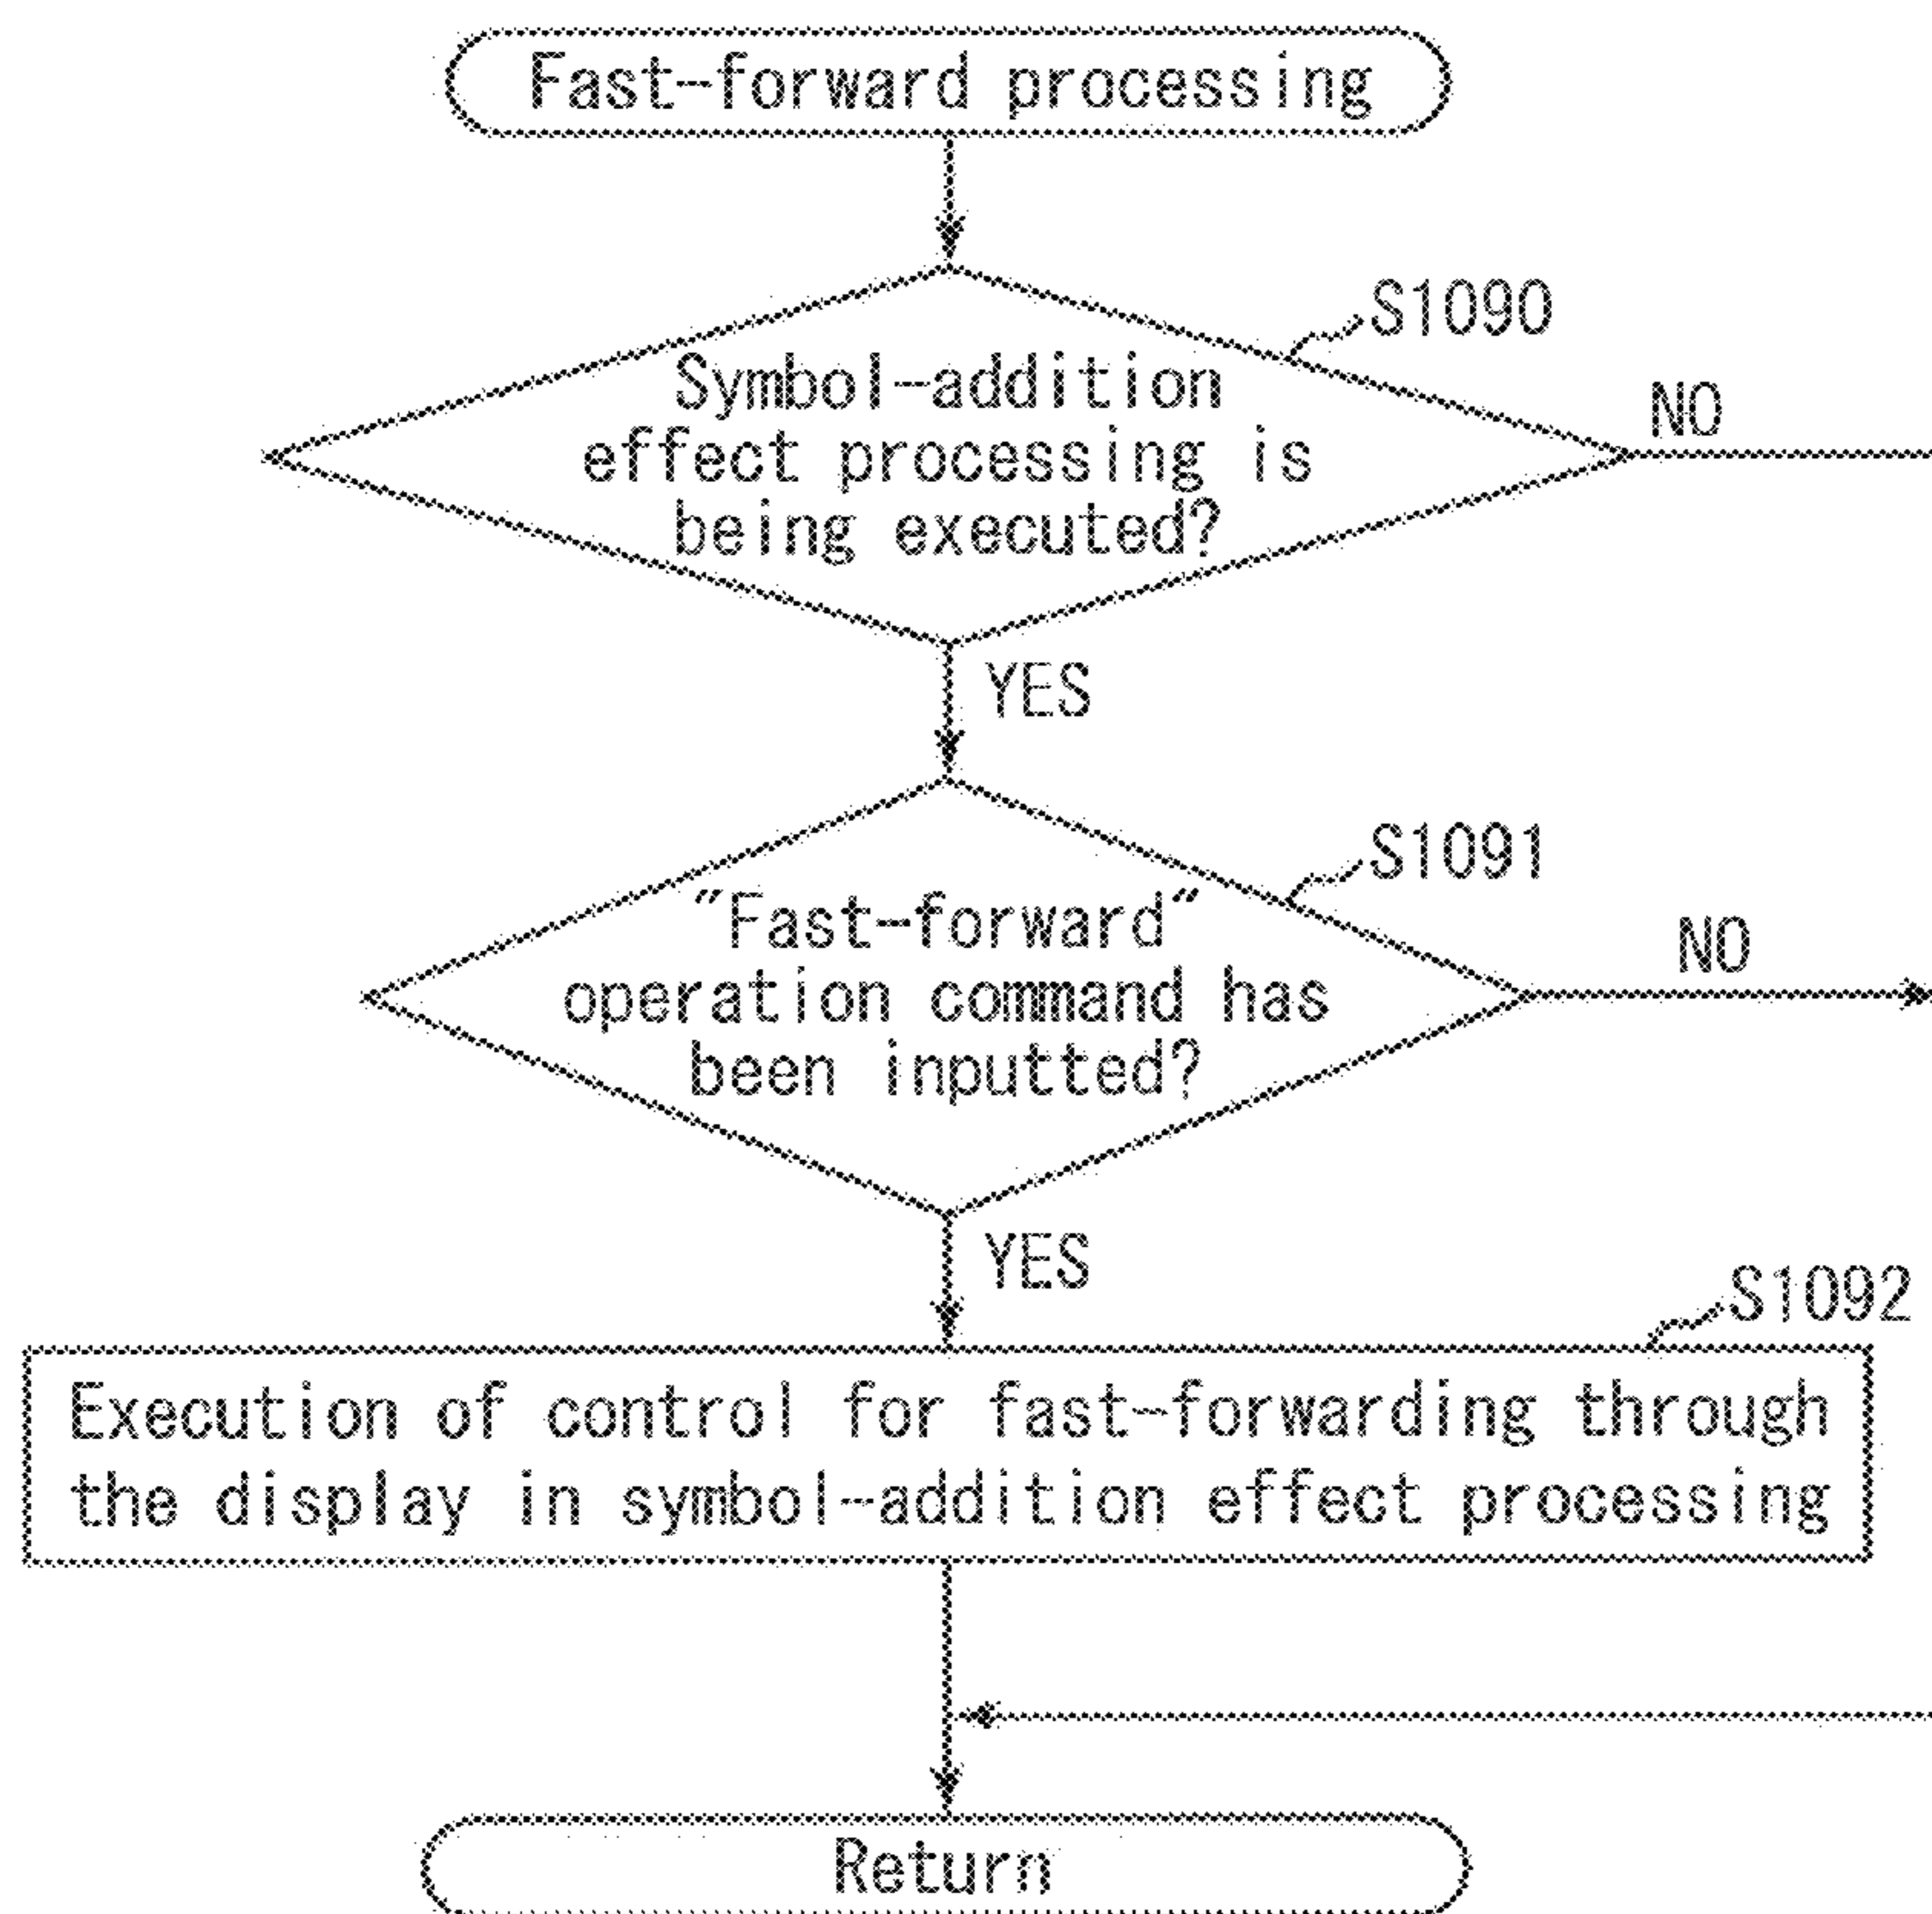 Fast-forward processing
S1090
Symbol-addition
effect processing is
being executed?
NO
YES
S1091
"Fast-forward"
operation command has
been inputted?
NO
YES
S1092
Execution of control for fast-forwarding through
the display in symbol-addition effect processing
Return